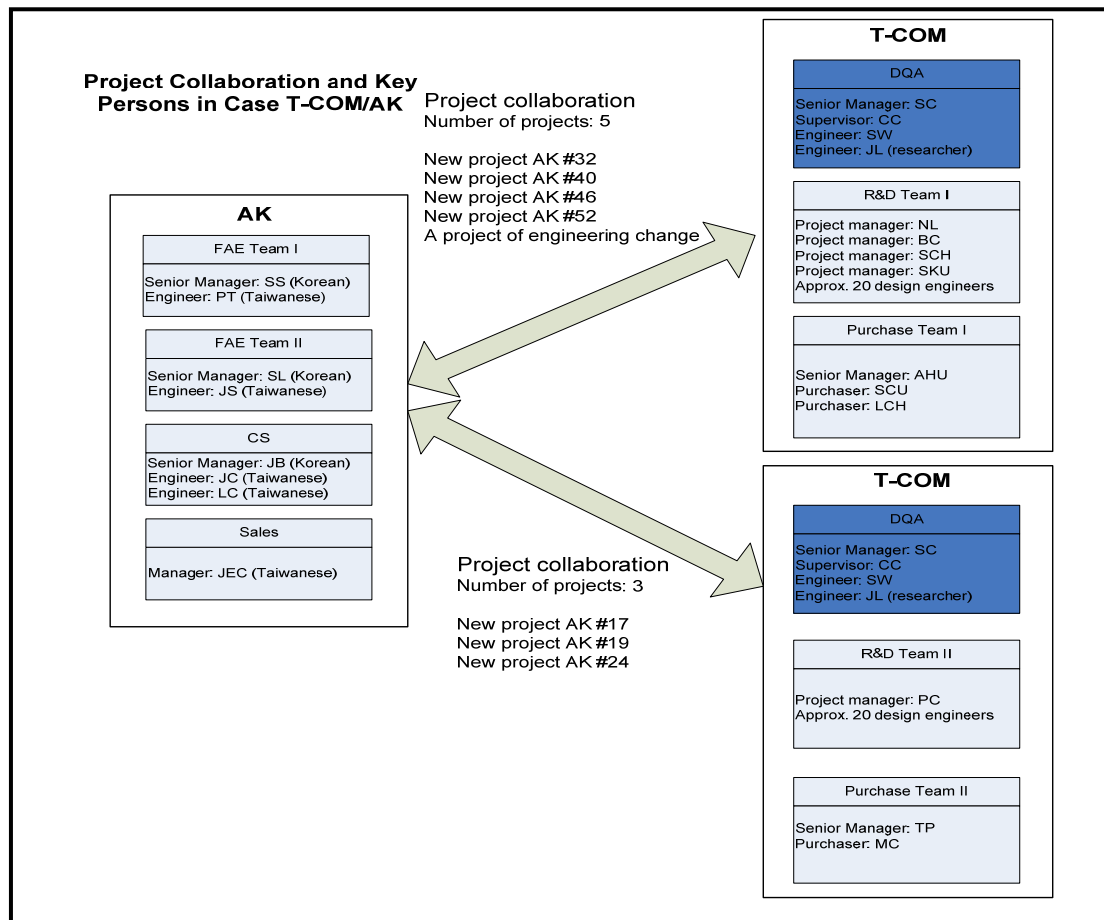 Project Collaboration and Key
Persons in Case T-COM/AK
Project collaboration
Number of projects: 5
New project AK #32
New project AK #40
New project AK #46
New project AK #52
A project of engineering change
AK
FAE Team I
Senior Manager: SS (Korean)
Engineer: PT (Taiwanese)
FAE Team II
Senior Manager: SL (Korean)
Engineer: JS (Taiwanese)
CS
Senior Manager: JB (Korean)
Engineer: JC (Taiwanese)
Engineer: LC (Taiwanese)
Sales
Manager: JEC (Taiwanese)
T-COM
DQA
Senior Manager: SC
Supervisor: CC
Engineer: SW
Engineer: JL (researcher)
R&D Team I
Project manager: NL
Project manager: BC
Project manager: SCH
Project manager: SKU
Approx. 20 design engineers
Purchase Team I
Senior Manager: AHU
Purchaser: SCU
Purchaser: LCH
Project collaboration
Number of projects: 3
New project AK #17
New project AK #19
New project AK #24
T-COM
DQA
Senior Manager: SC
Supervisor: CC
Engineer: SW
Engineer: JL (researcher)
R&D Team II
Project manager: PC
Approx. 20 design engineers
Purchase Team II
Senior Manager: TP
Purchaser: MC